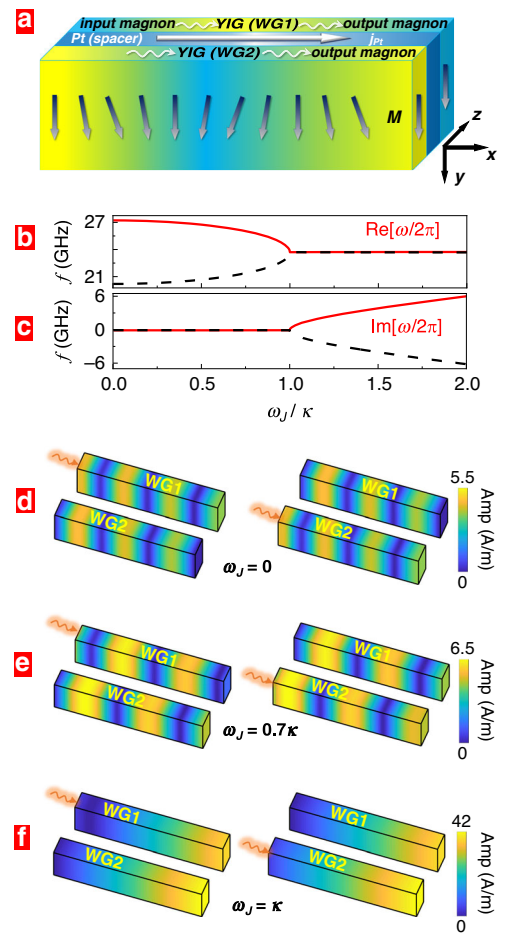 a
Input magnon YIG (WG1) output magnon
Pt (spacer) jPt
YIG (WG2) output magnon
M
z
x
y
b
27
21
f (GHz)
Re[ω/2π]
c
6
0
−6
f (GHz)
Im[ω/2π]
0.0 0.5 1.0 1.5 2.0
ωJ / κ
d
WG1
WG2
WG1
WG2
5.5
0
Amp (A/m)
ωJ = 0
e
WG1
WG2
WG1
WG2
6.5
0
Amp (A/m)
ωJ = 0.7κ
f
WG1
WG2
WG1
WG2
42
0
Amp (A/m)
ωJ = κ